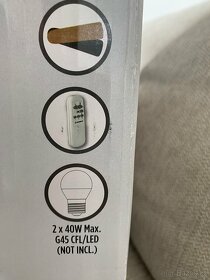 2 x 40W Max.
G45 CFL/LED
(NOT INCL.)